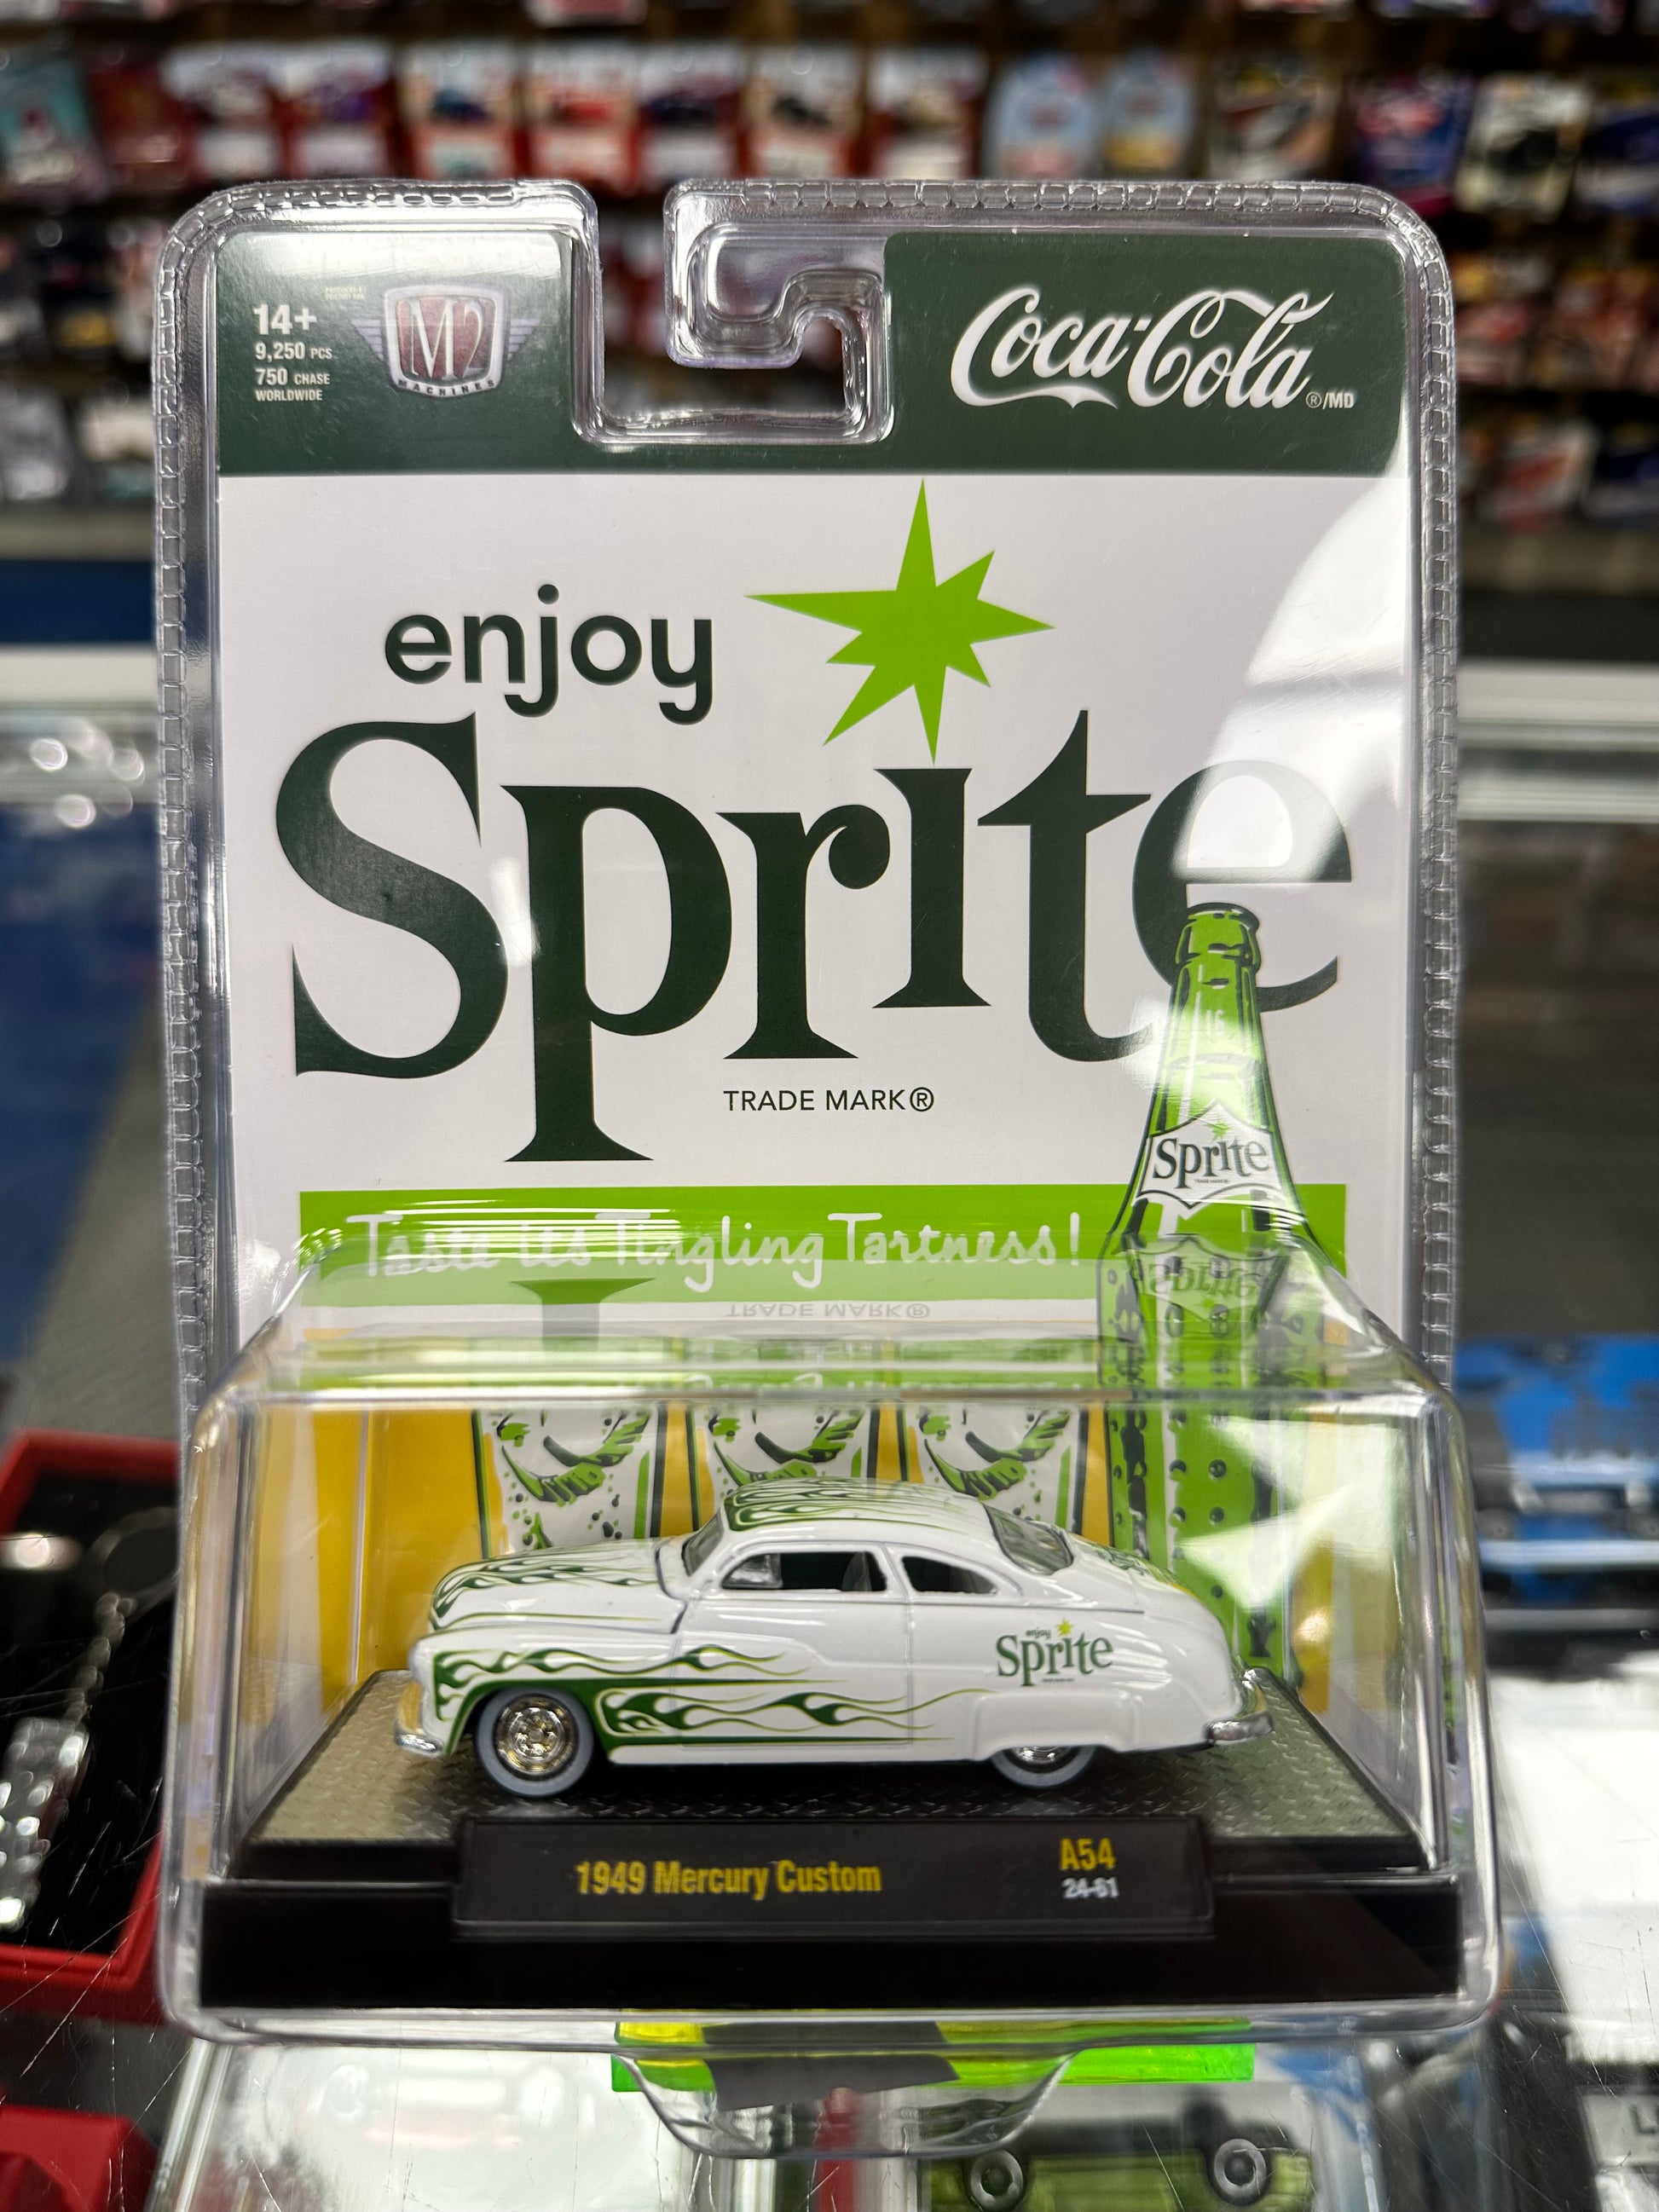 14+
9,250 PCS.
750 CHASE
WORLDWIDE
M2
MACHINES
Coca-Cola ®/MD
enjoy
Sprite
TRADE MARK®
16
Sprite
Taste its Tingling Tartness!
enjoy
Sprite
1949 Mercury Custom
A54
24-61